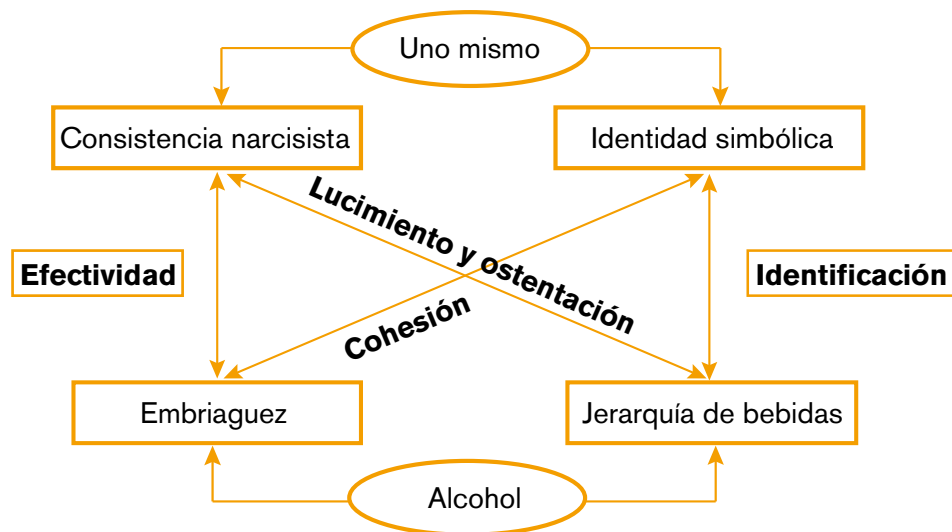 Uno mismo
Consistencia narcisista
Identidad simbólica
Lucimiento y ostentación
Efectividad
Identificación
Cohesión
Embriaguez
Jerarquía de bebidas
Alcohol